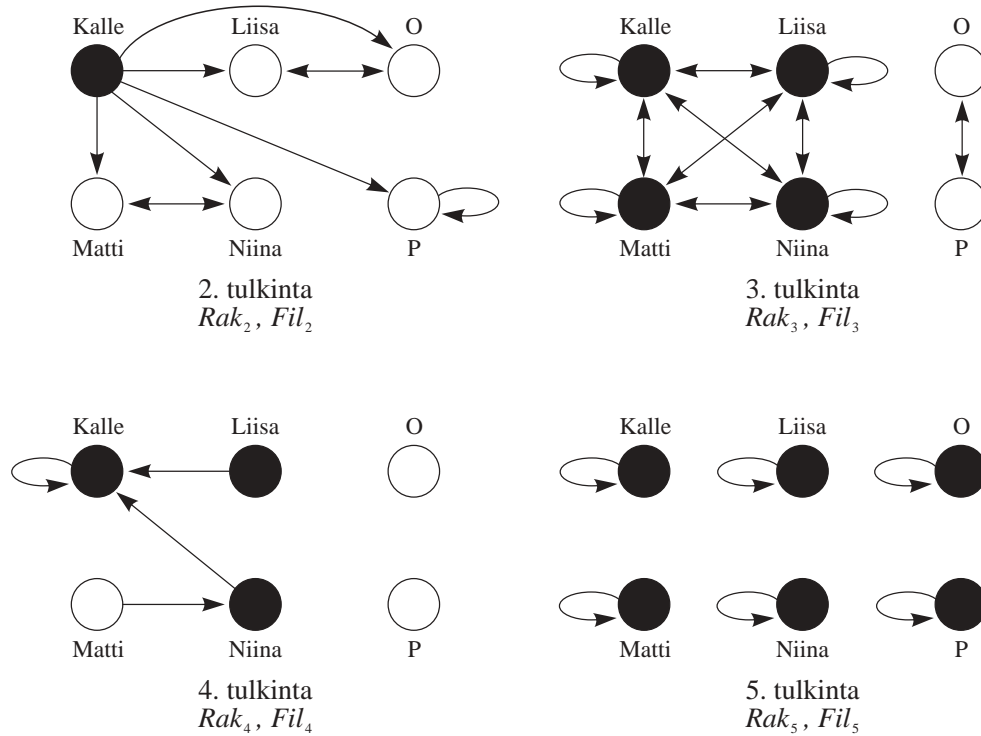 Kalle Liisa O
Matti Niina P
2. tulkinta
Rak₂ , Fil₂
Kalle Liisa O
Matti Niina P
3. tulkinta
Rak₃ , Fil₃
Kalle Liisa O
Matti Niina P
4. tulkinta
Rak₄ , Fil₄
Kalle Liisa O
Matti Niina P
5. tulkinta
Rak₅ , Fil₅